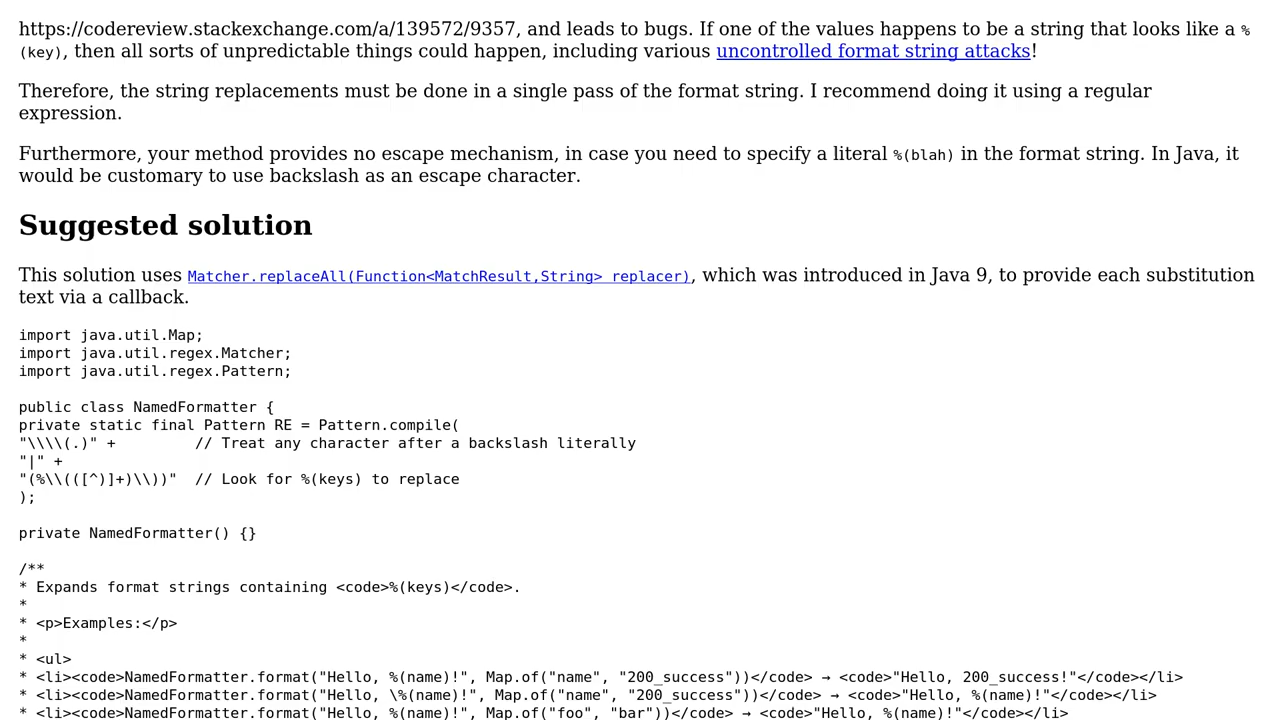 https://codereview.stackexchange.com/a/139572/9357, and leads to bugs. If one of the values happens to be a string that looks like a %
(key), then all sorts of unpredictable things could happen, including various uncontrolled format string attacks!
Therefore, the string replacements must be done in a single pass of the format string. I recommend doing it using a regular
expression.
Furthermore, your method provides no escape mechanism, in case you need to specify a literal %(blah) in the format string. In Java, it
would be customary to use backslash as an escape character.
Suggested solution
This solution uses Matcher.replaceAll(Function<MatchResult,String> replacer), which was introduced in Java 9, to provide each substitution
text via a callback.
import java.util.Map;
import java.util.regex.Matcher;
import java.util.regex.Pattern;
public class NamedFormatter {
private static final Pattern RE = Pattern.compile(
"\\\\(.)" +         // Treat any character after a backslash literally
"|" +
"(%\\(([^)]+)\\))"  // Look for %(keys) to replace
);
private NamedFormatter() {}
/**
* Expands format strings containing <code>%(keys)</code>.
*
* <p>Examples:</p>
*
* <ul>
* <li><code>NamedFormatter.format("Hello, %(name)!", Map.of("name", "200_success"))</code> → <code>"Hello, 200_success!"</code></li>
* <li><code>NamedFormatter.format("Hello, \%(name)!", Map.of("name", "200_success"))</code> → <code>"Hello, %(name)!"</code></li>
* <li><code>NamedFormatter.format("Hello, %(name)!", Map.of("foo", "bar"))</code> → <code>"Hello, %(name)!"</code></li>